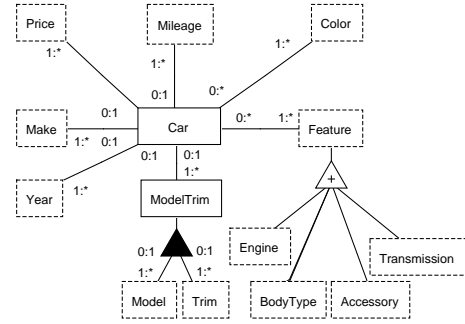 Price
Mileage
Color
1:*
1:*
1:*
0:1
0:1
0:*
Make
1:*
0:1
Car
0:*
1:*
Feature
0:1
0:1
Year
1:*
1:*
ModelTrim
+
0:1
0:1
Engine
Transmission
1:*
1:*
Model
Trim
BodyType
Accessory